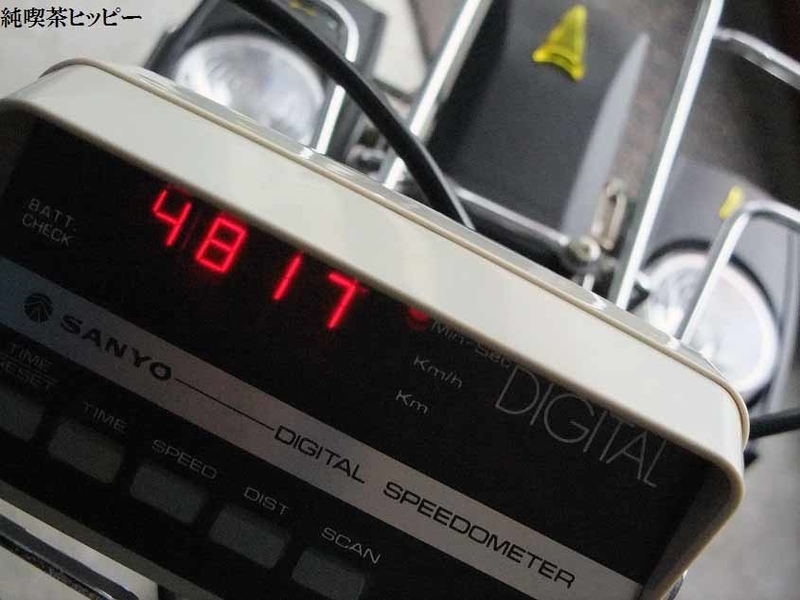 純喫茶ヒッピー
BATT.
CHECK
4817
Min-Sec
Km/h
Km
DIGITAL
SANYO
DIGITAL SPEEDOMETER
TIME
RESET
TIME
SPEED
DIST
SCAN